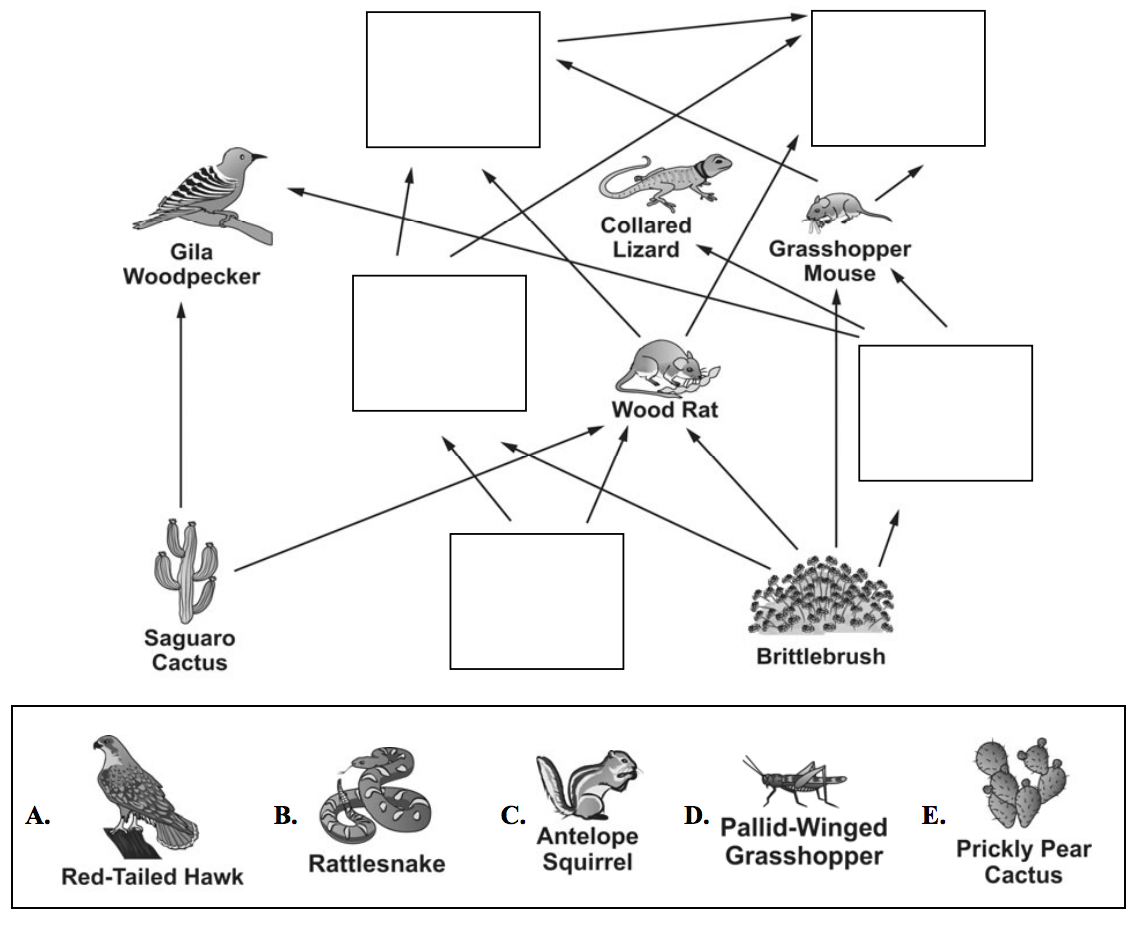 Gila
Woodpecker
Collared
Lizard
Grasshopper
Mouse
Wood Rat
Saguaro
Cactus
Brittlebrush
A.
Red-Tailed Hawk
B.
Rattlesnake
C.
Antelope
Squirrel
D.
Pallid-Winged
Grasshopper
E.
Prickly Pear
Cactus